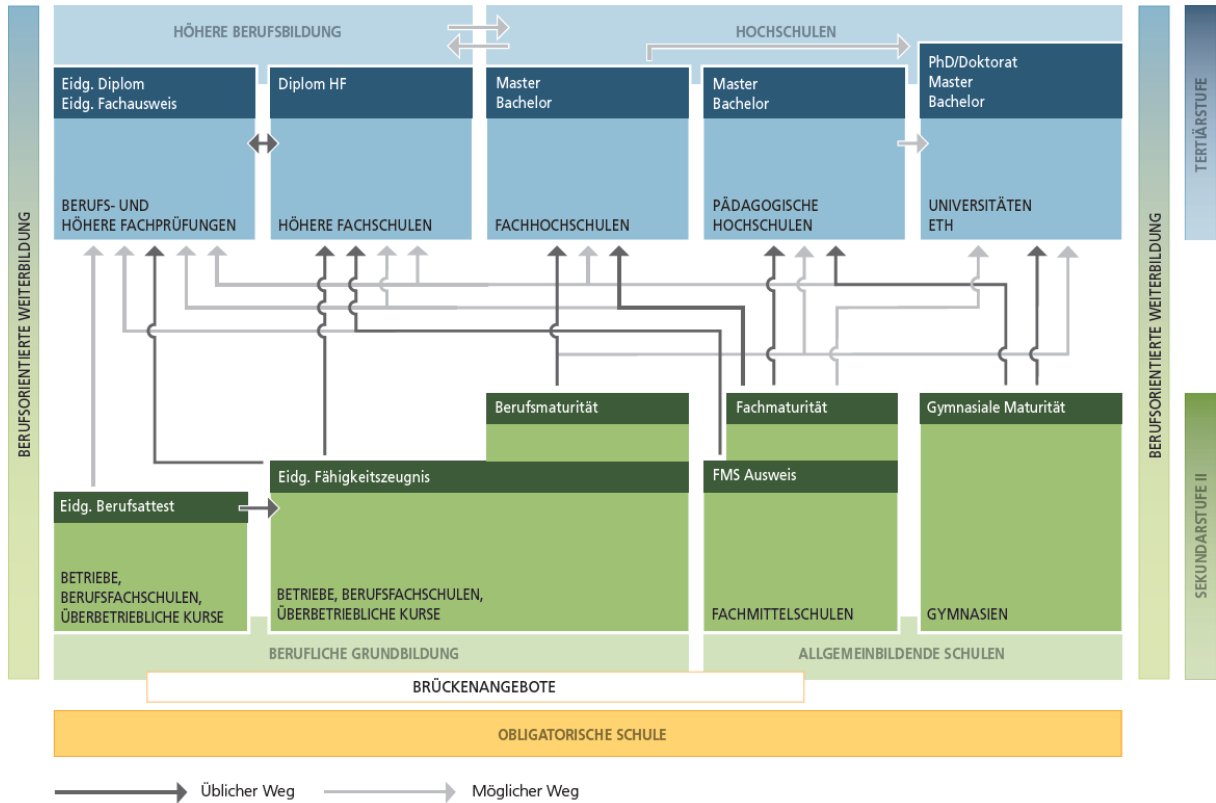 HÖHERE BERUFSBILDUNG
HOCHSCHULEN
Eidg. Diplom
Eidg. Fachausweis
Diplom HF
Master
Bachelor
Master
Bachelor
PhD/Doktorat
Master
Bachelor
BERUFS- UND
HÖHERE FACHPRÜFUNGEN
HÖHERE FACHSCHULEN
FACHHOCHSCHULEN
PÄDAGOGISCHE
HOCHSCHULEN
UNIVERSITÄTEN
ETH
BERUFSORIENTIERTE WEITERBILDUNG
BERUFSORIENTIERTE WEITERBILDUNG
TERTIÄRSTUFE
SEKUNDARSTUFE II
Berufsmaturität
Fachmaturität
Gymnasiale Maturität
Eidg. Fähigkeitszeugnis
FMS Ausweis
Eidg. Berufsattest
BETRIEBE,
BERUFSFACHSCHULEN,
ÜBERBETRIEBLICHE KURSE
BETRIEBE, BERUFSFACHSCHULEN,
ÜBERBETRIEBLICHE KURSE
FACHMITTELSCHULEN
GYMNASIEN
BERUFLICHE GRUNDBILDUNG
ALLGEMEINBILDENDE SCHULEN
BRÜCKENANGEBOTE
OBLIGATORISCHE SCHULE
Üblicher Weg
Möglicher Weg